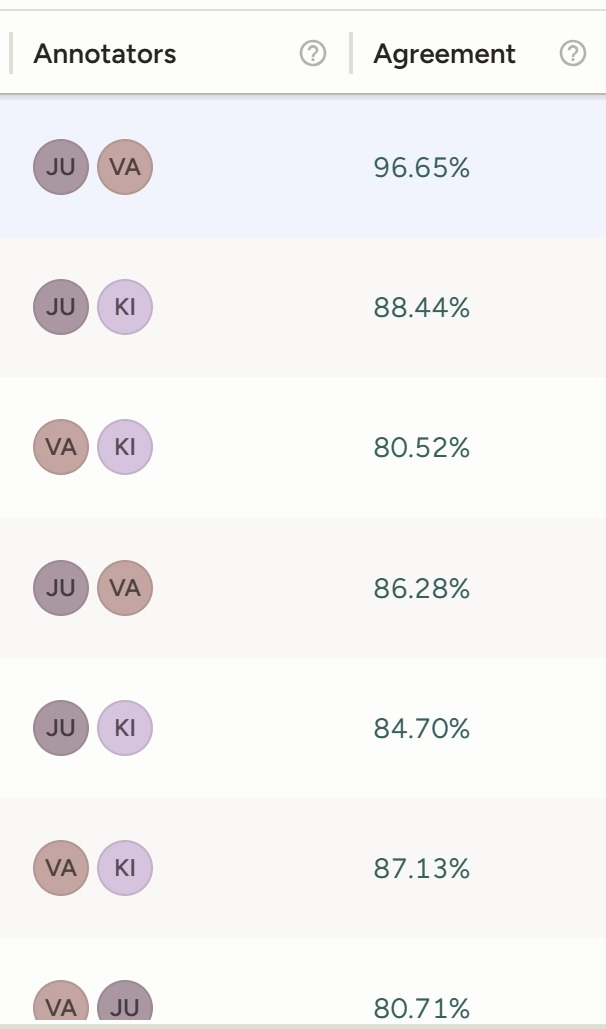 Annotators ? Agreement ?
JU VA 96.65%
JU KI 88.44%
VA KI 80.52%
JU VA 86.28%
JU KI 84.70%
VA KI 87.13%
VA JU 80.71%